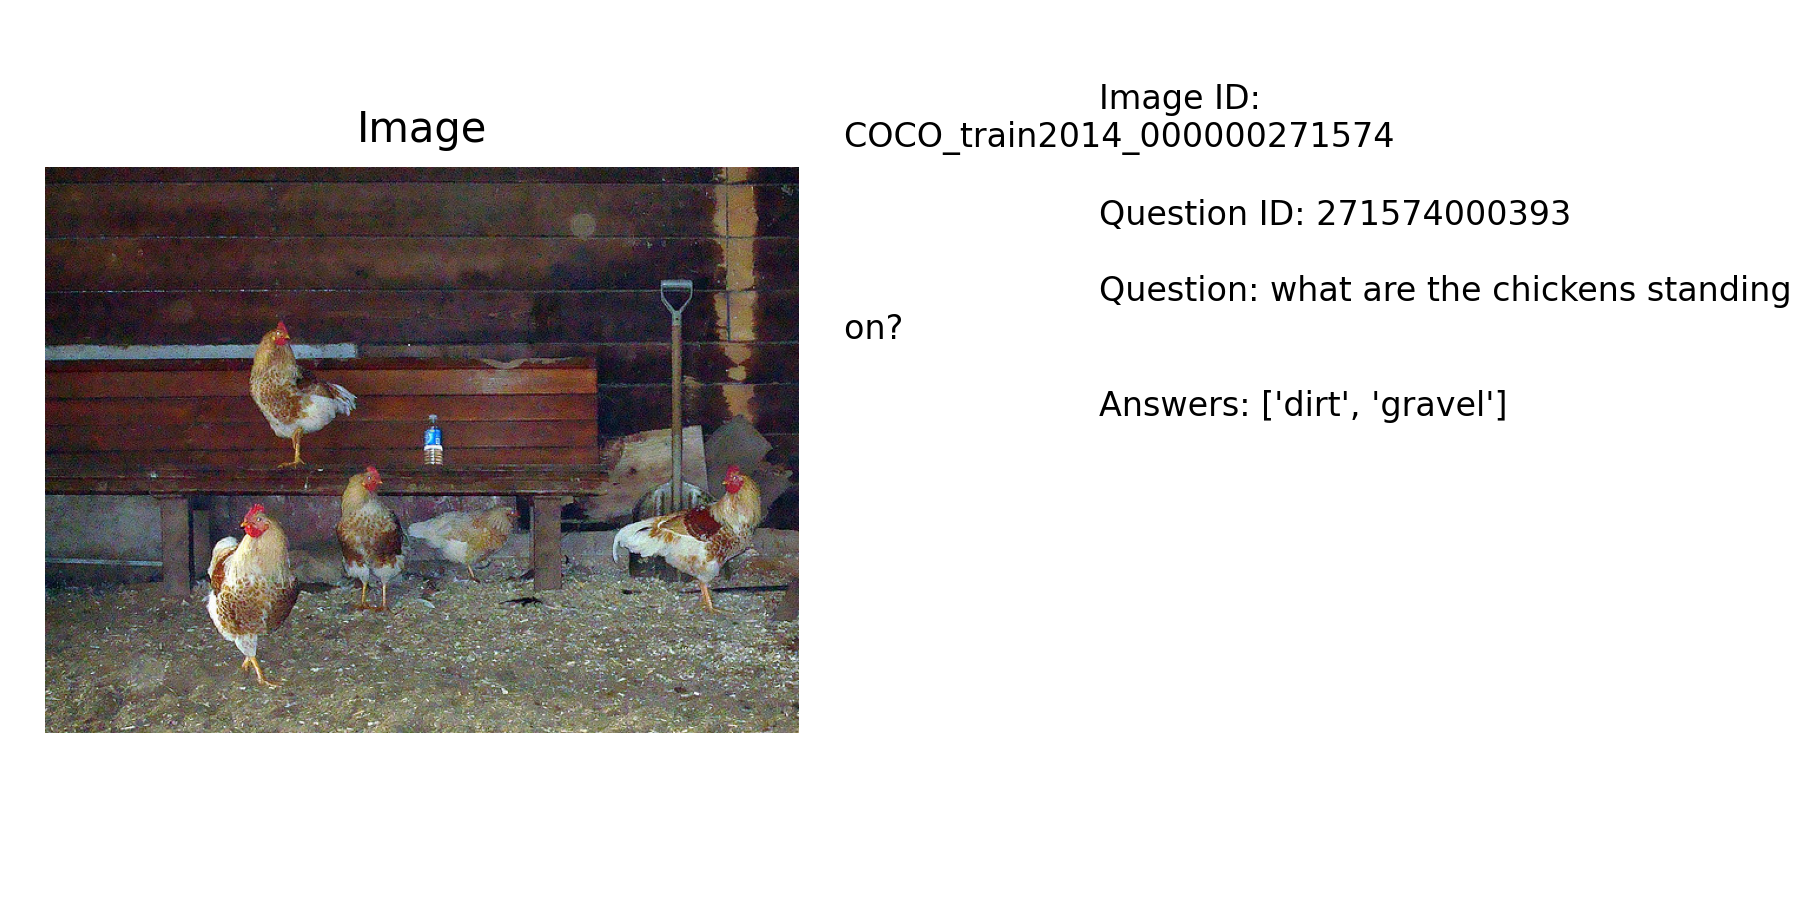 Image
Image ID:
COCO_train2014_000000271574
Question ID: 271574000393
Question: what are the chickens standing
on?
Answers: ['dirt', 'gravel']